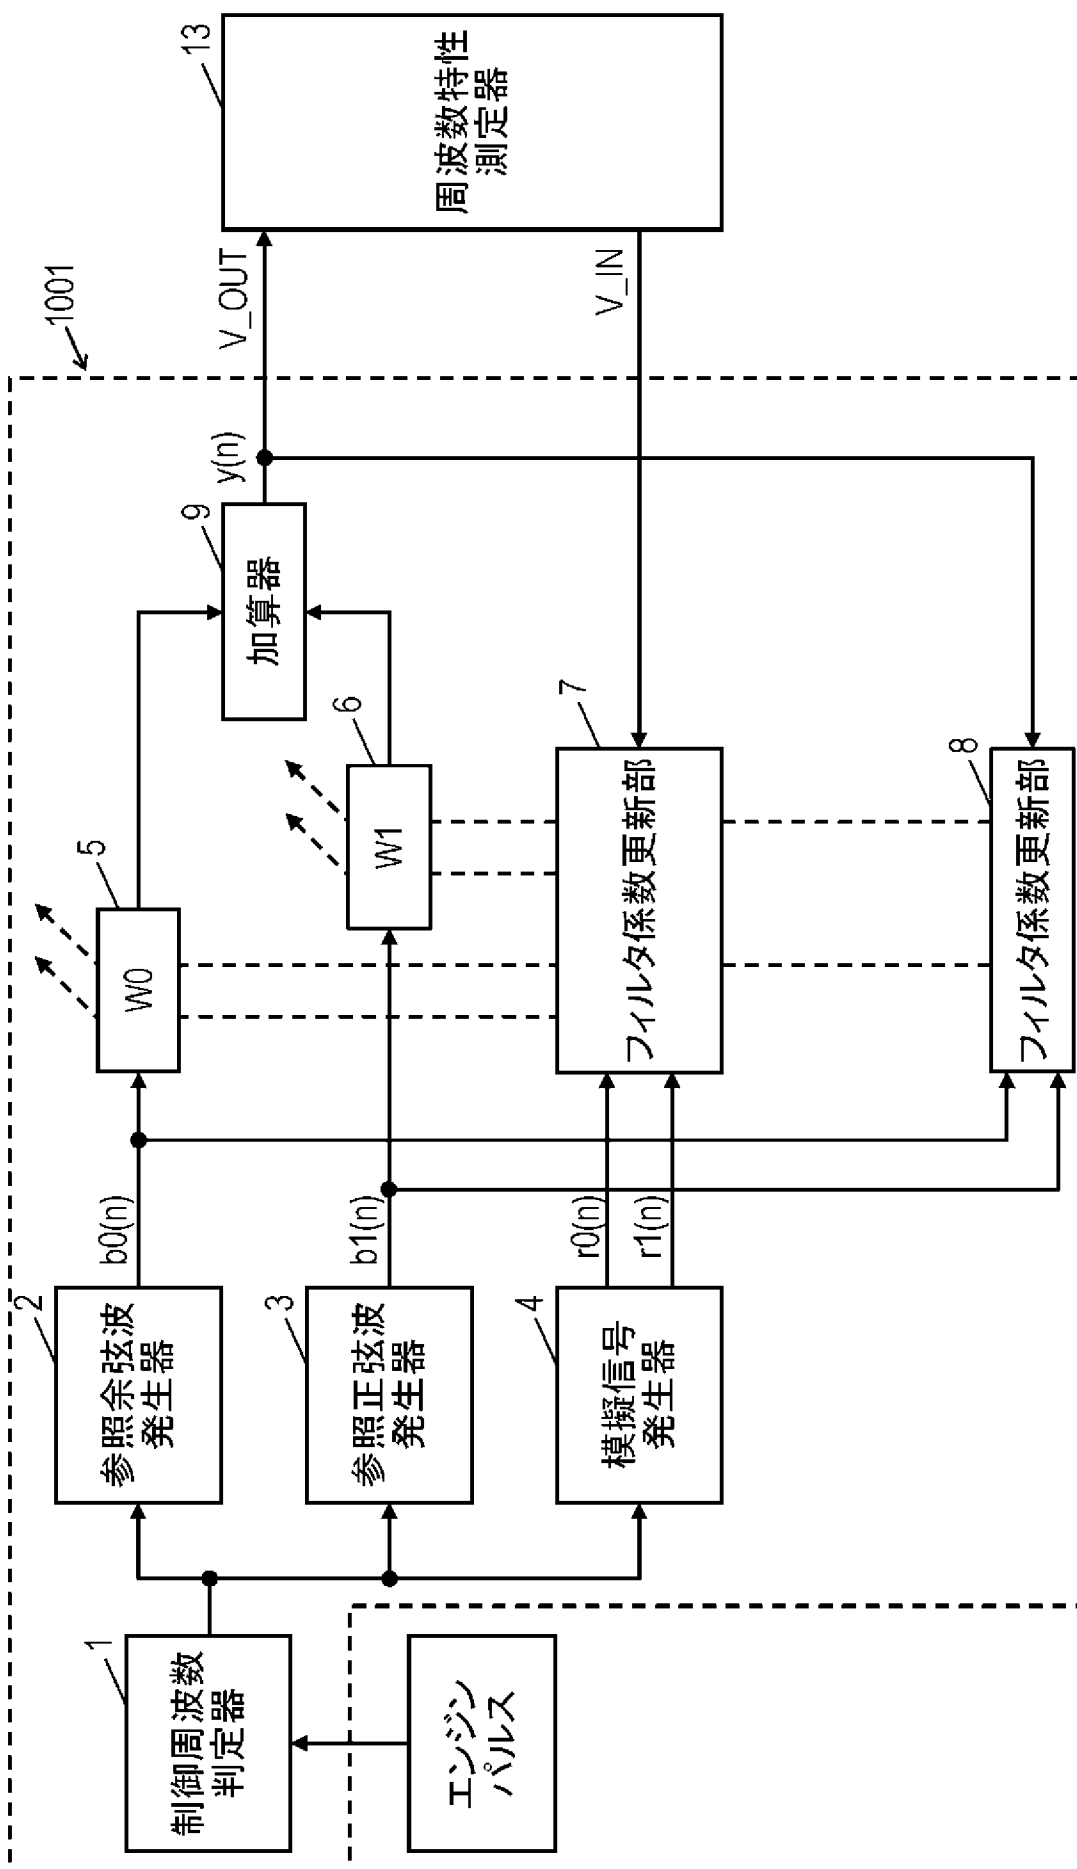 1001
エンジン
パルス
1
制御周波数
判定器
2
参照余弦波
発生器
b0(n)
3
参照正弦波
発生器
b1(n)
4
模擬信号
発生器
r0(n)
r1(n)
5
W0
6
W1
7
フィルタ係数更新部
8
フィルタ係数更新部
9
加算器
y(n)
V_OUT
V_IN
13
周波数特性
測定器